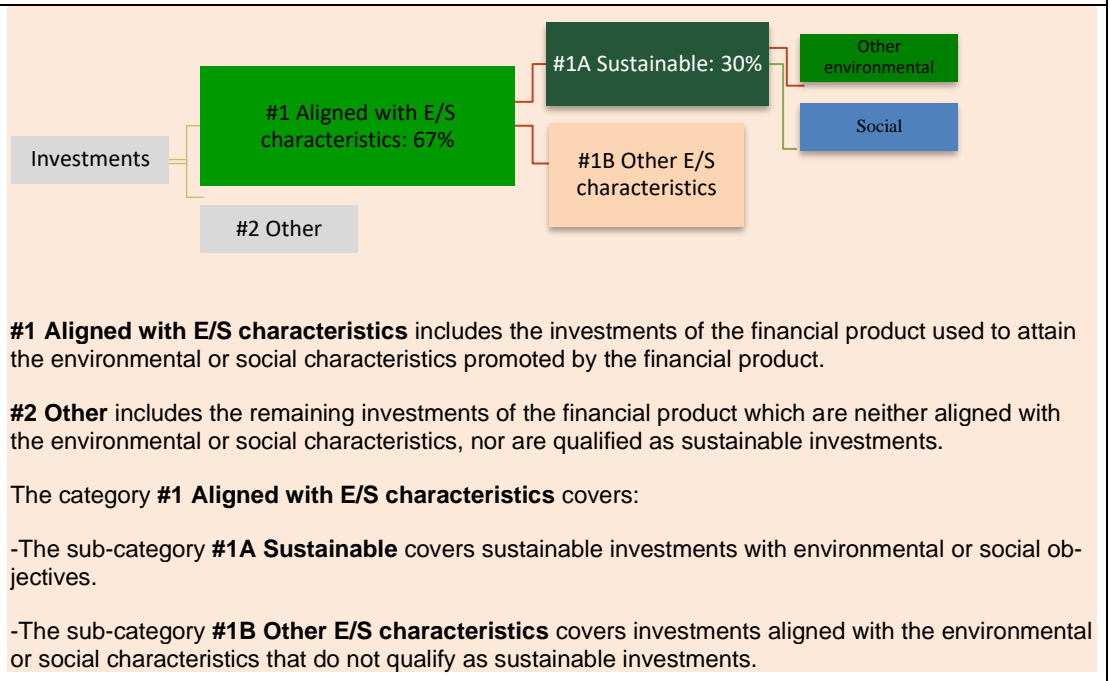 #1A Sustainable: 30%
Other
environmental
#1 Aligned with E/S
characteristics: 67%
Social
Investments
#1B Other E/S
characteristics
#2 Other
#1 Aligned with E/S characteristics includes the investments of the financial product used to attain
the environmental or social characteristics promoted by the financial product.
#2 Other includes the remaining investments of the financial product which are neither aligned with
the environmental or social characteristics, nor are qualified as sustainable investments.
The category #1 Aligned with E/S characteristics covers:
-The sub-category #1A Sustainable covers sustainable investments with environmental or social ob-
jectives.
-The sub-category #1B Other E/S characteristics covers investments aligned with the environmental
or social characteristics that do not qualify as sustainable investments.